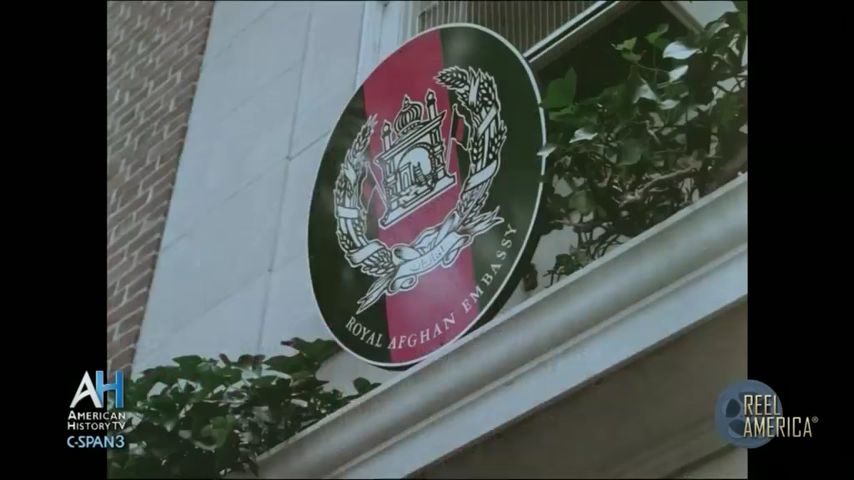 ROYAL AFGHAN EMBASSY
AH
AMERICAN
HISTORY TV
C-SPAN3
REEL
AMERICA®